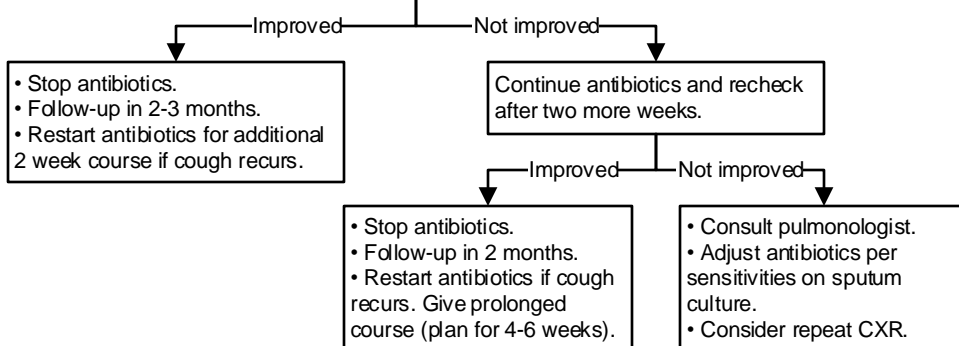 Improved
Not improved
• Stop antibiotics.
• Follow-up in 2-3 months.
• Restart antibiotics for additional
2 week course if cough recurs.
Continue antibiotics and recheck
after two more weeks.
Improved
Not improved
• Stop antibiotics.
• Follow-up in 2 months.
• Restart antibiotics if cough
recurs. Give prolonged
course (plan for 4-6 weeks).
• Consult pulmonologist.
• Adjust antibiotics per
sensitivities on sputum
culture.
• Consider repeat CXR.